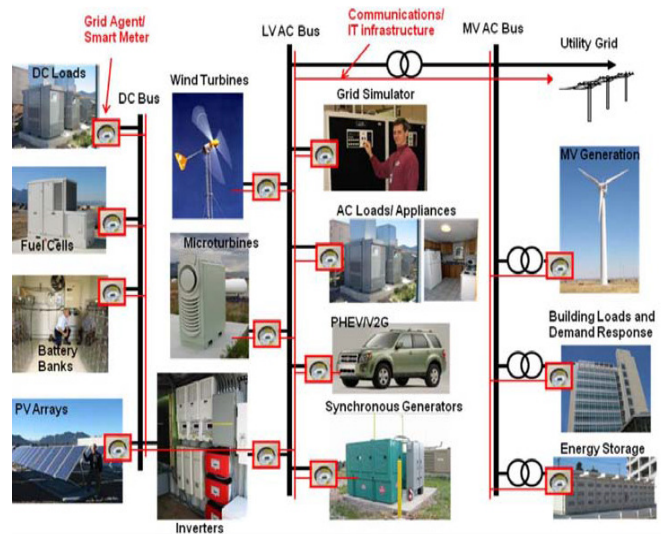 Grid Agent/
Smart Meter
Communications/
IT infrastructure
LV AC Bus
MV AC Bus
Utility Grid
DC Loads
DC Bus
Wind Turbines
Grid Simulator
MV Generation
Fuel Cells
Microturbines
AC Loads/ Appliances
Battery
Banks
PHEV/V2G
Building Loads and
Demand Response
PV Arrays
Synchronous Generators
Energy Storage
Inverters